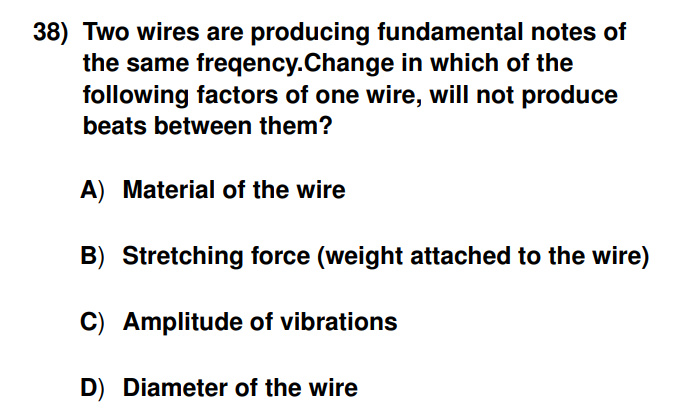 38) Two wires are producing fundamental notes of
the same freqency.Change in which of the
following factors of one wire, will not produce
beats between them?
A) Material of the wire
B) Stretching force (weight attached to the wire)
C) Amplitude of vibrations
D) Diameter of the wire